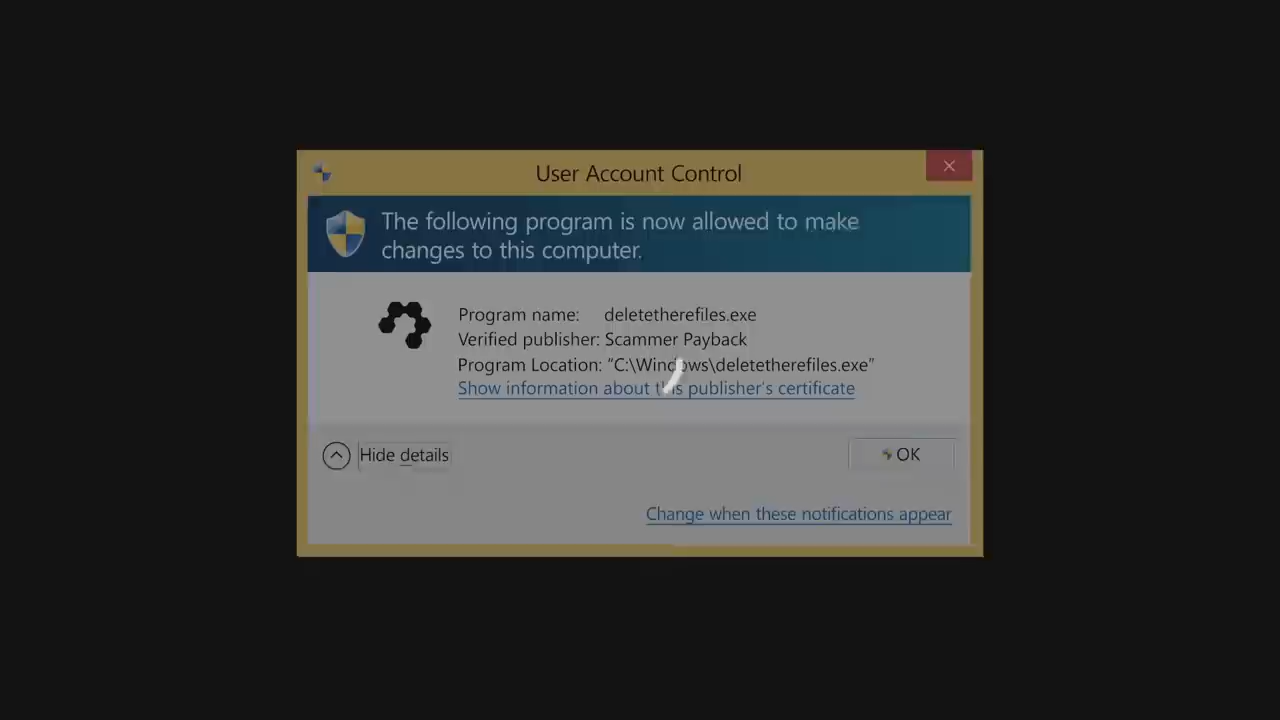 User Account Control
The following program is now allowed to make
changes to this computer.
Program name: deletetherefiles.exe
Verified publisher: Scammer Payback
Program Location: “C:\Windows\deletetherefiles.exe”
Show information about this publisher's certificate
Hide details
OK
Change when these notifications appear